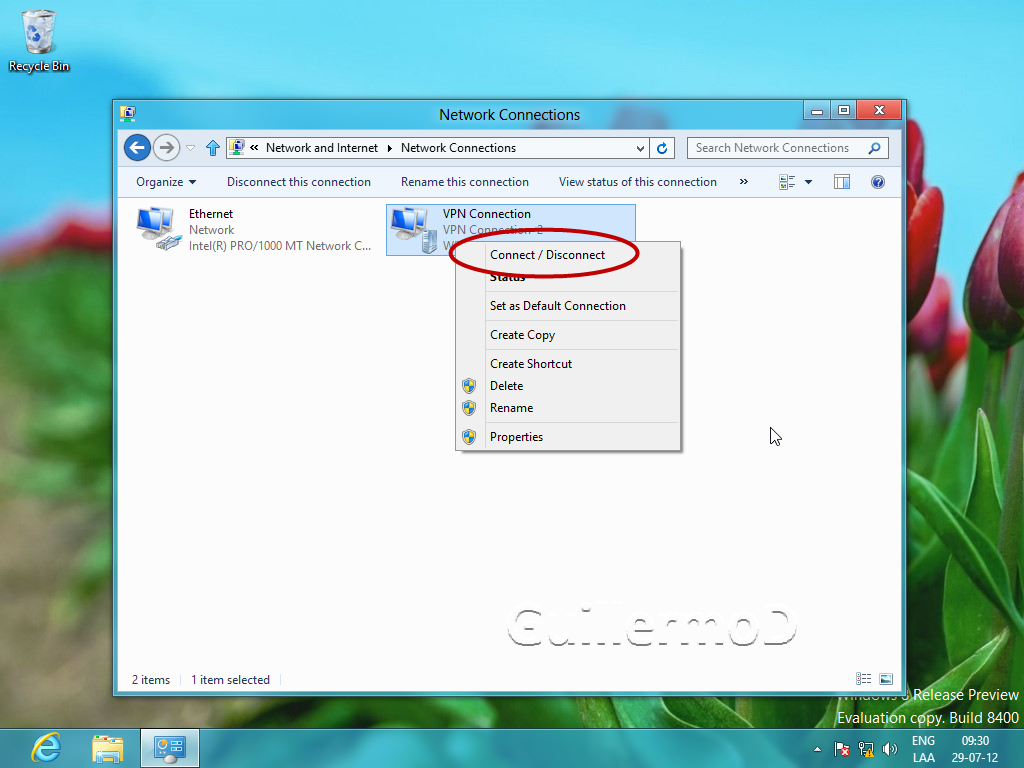 Recycle Bin
Network Connections
« Network and Internet Network Connections
Search Network Connections
Organize Disconnect this connection Rename this connection View status of this connection »
Ethernet
Network
Intel(R) PRO/1000 MT Network C...
VPN Connection
VPN Connection 2
Connect / Disconnect
Status
Set as Default Connection
Create Copy
Create Shortcut
Delete
Rename
Properties
GuillermoD
2 items 1 item selected
Windows 8 Release Preview
Evaluation copy. Build 8400
ENG 09:30
LAA 29-07-12